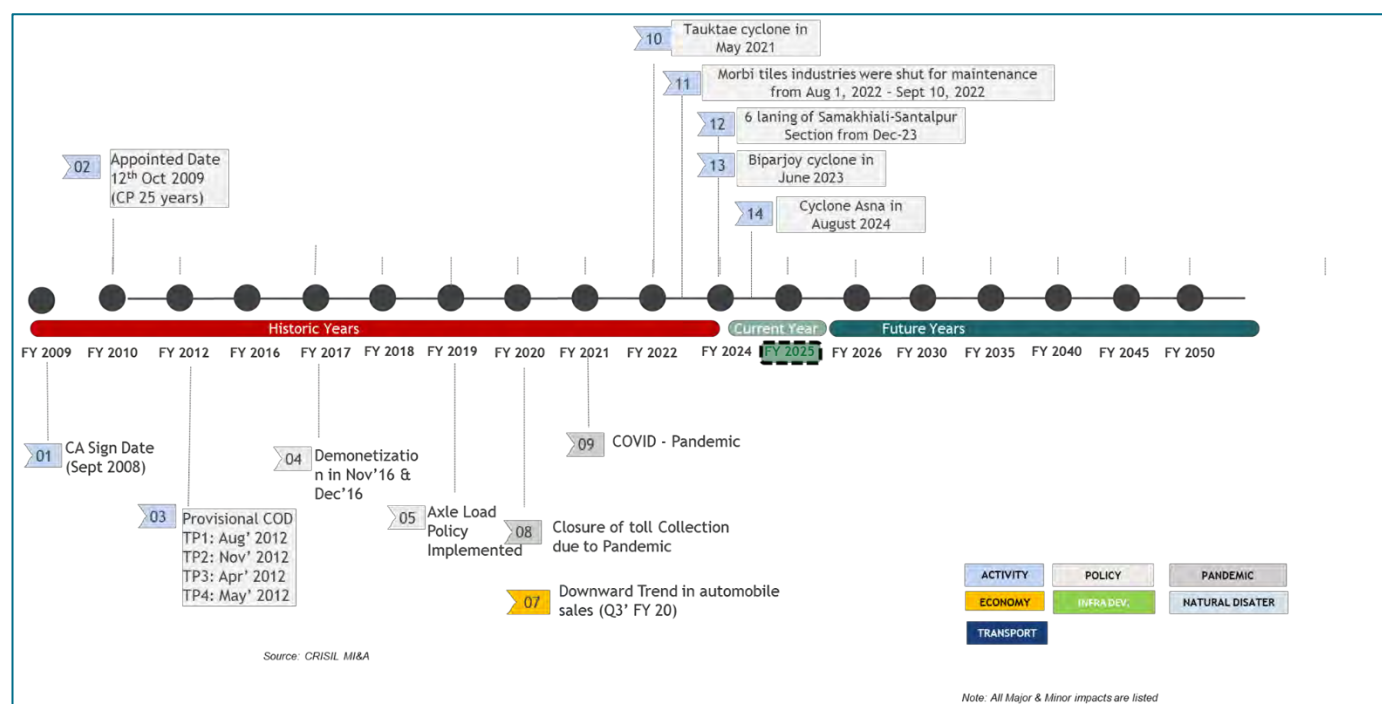 10
Tauktae cyclone in
May 2021
11
Morbi tiles industries were shut for maintenance
from Aug 1, 2022 – Sept 10, 2022
12
6 laning of Samakhiali-Santalpur
Section from Dec-23
02
Appointed Date
12th Oct 2009
(CP 25 years)
13
Biparjoy cyclone in
June 2023
14
Cyclone Asna in
August 2024
Historic Years
Current Year
Future Years
FY 2009
FY 2010
FY 2012
FY 2016
FY 2017
FY 2018
FY 2019
FY 2020
FY 2021
FY 2022
FY 2024
FY 2025
FY 2026
FY 2030
FY 2035
FY 2040
FY 2045
FY 2050
01
CA Sign Date
(Sept 2008)
04
Demonetizatio
n in Nov'16 &
Dec'16
09
COVID - Pandemic
03
Provisional COD
TP1: Aug' 2012
TP2: Nov' 2012
TP3: Apr' 2012
TP4: May' 2012
05
Axle Load
Policy
Implemented
08
Closure of toll Collection
due to Pandemic
07
Downward Trend in automobile
sales (Q3' FY 20)
ACTIVITY
POLICY
PANDEMIC
ECONOMY
INFRA DEV.
NATURAL DISATER
TRANSPORT
Source: CRISIL MI&A
Note: All Major & Minor impacts are listed